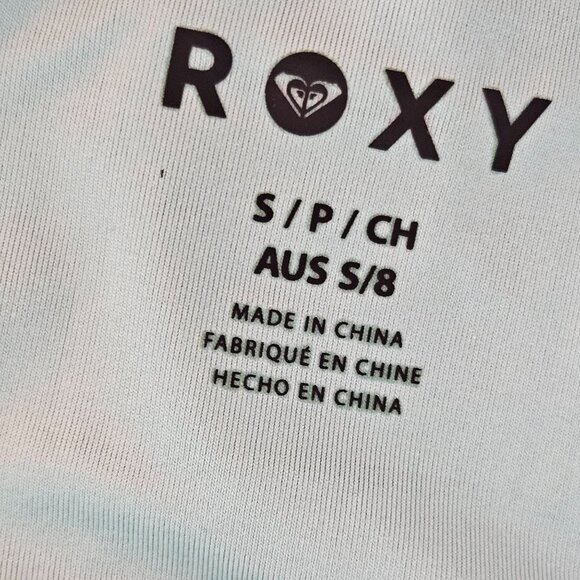 ROXY
S / P / CH
AUS S/8
MADE IN CHINA
FABRIQUÉ EN CHINE
HECHO EN CHINA